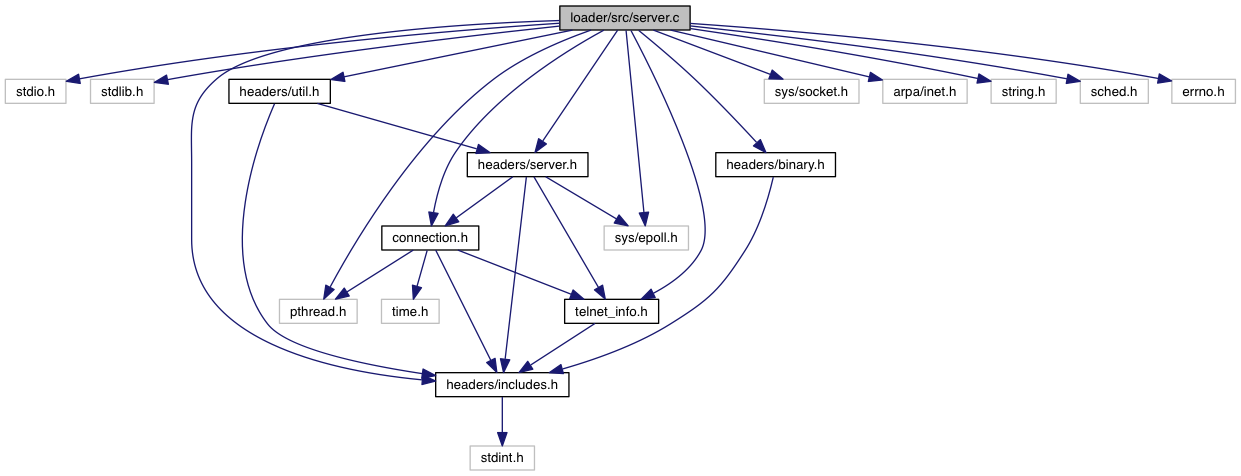 loader/src/server.c
stdio.h
stdlib.h
headers/util.h
sys/socket.h
arpa/inet.h
string.h
sched.h
errno.h
headers/server.h
headers/binary.h
connection.h
sys/epoll.h
pthread.h
time.h
telnet_info.h
headers/includes.h
stdint.h